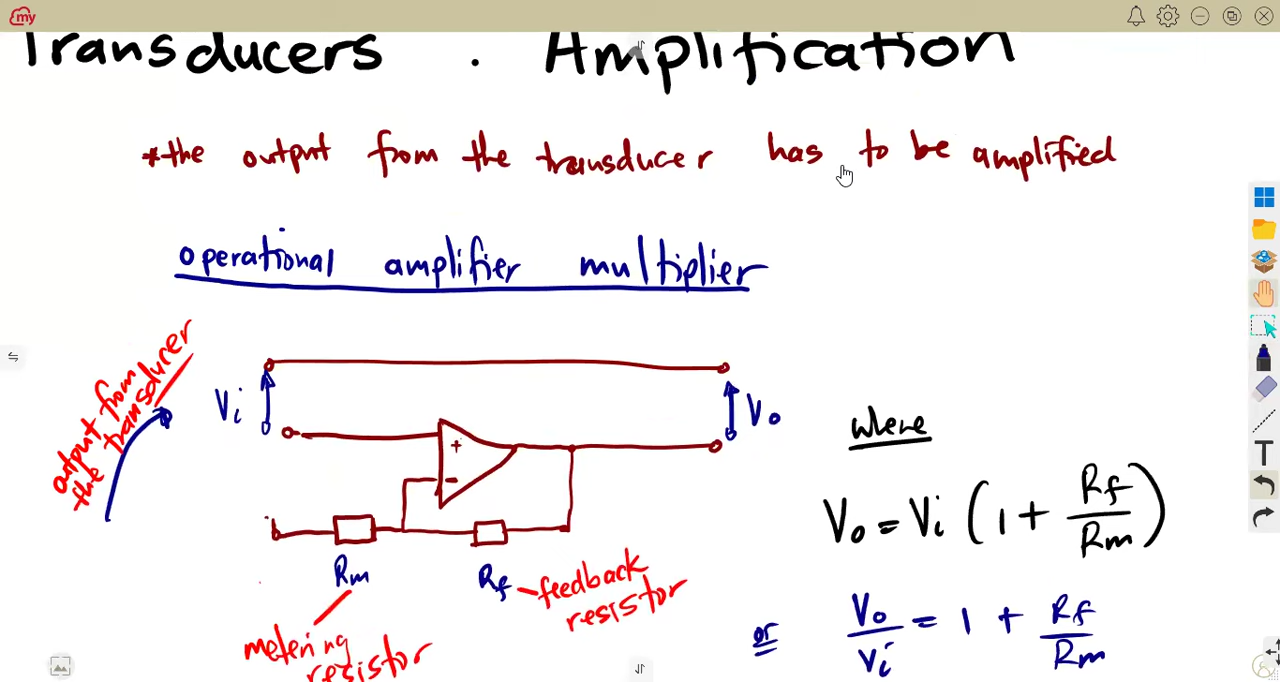 my
Transducers . Amplification
*the output from the transducer has to be amplified
operational amplifier multiplier
output from
the transducer
Vi
+
-
Vo
Rm
Rf - feedback
resistor
metering
resistor
where
Vo = Vi (1 + Rf/Rm)
or
Vo/Vi = 1 + Rf/Rm
T